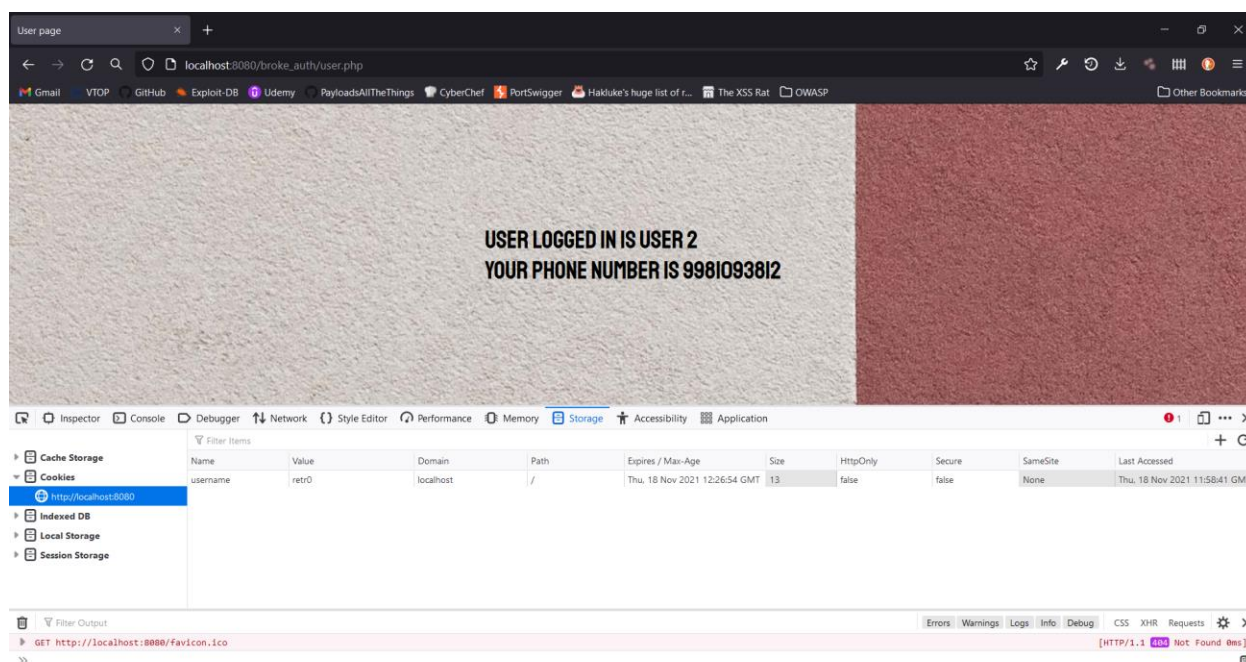 User page
localhost:8080/broke_auth/user.php
Gmail VTOP GitHub Exploit-DB Udemy PayloadsAllTheThings CyberChef PortSwigger Hakluke's huge list of r... The XSS Rat OWASP Other Bookmarks
USER LOGGED IN IS USER 2
YOUR PHONE NUMBER IS 9981093812
Inspector Console Debugger Network Style Editor Performance Memory Storage Accessibility Application 1
Filter Items
Cache Storage
Cookies
http://localhost:8080
Indexed DB
Local Storage
Session Storage
Name Value Domain Path Expires / Max-Age Size HttpOnly Secure SameSite Last Accessed
username retr0 localhost / Thu, 18 Nov 2021 12:26:54 GMT 13 false false None Thu, 18 Nov 2021 11:58:41 GM
Filter Output Errors Warnings Logs Info Debug CSS XHR Requests
GET http://localhost:8080/favicon.ico [HTTP/1.1 404 Not Found 0ms]